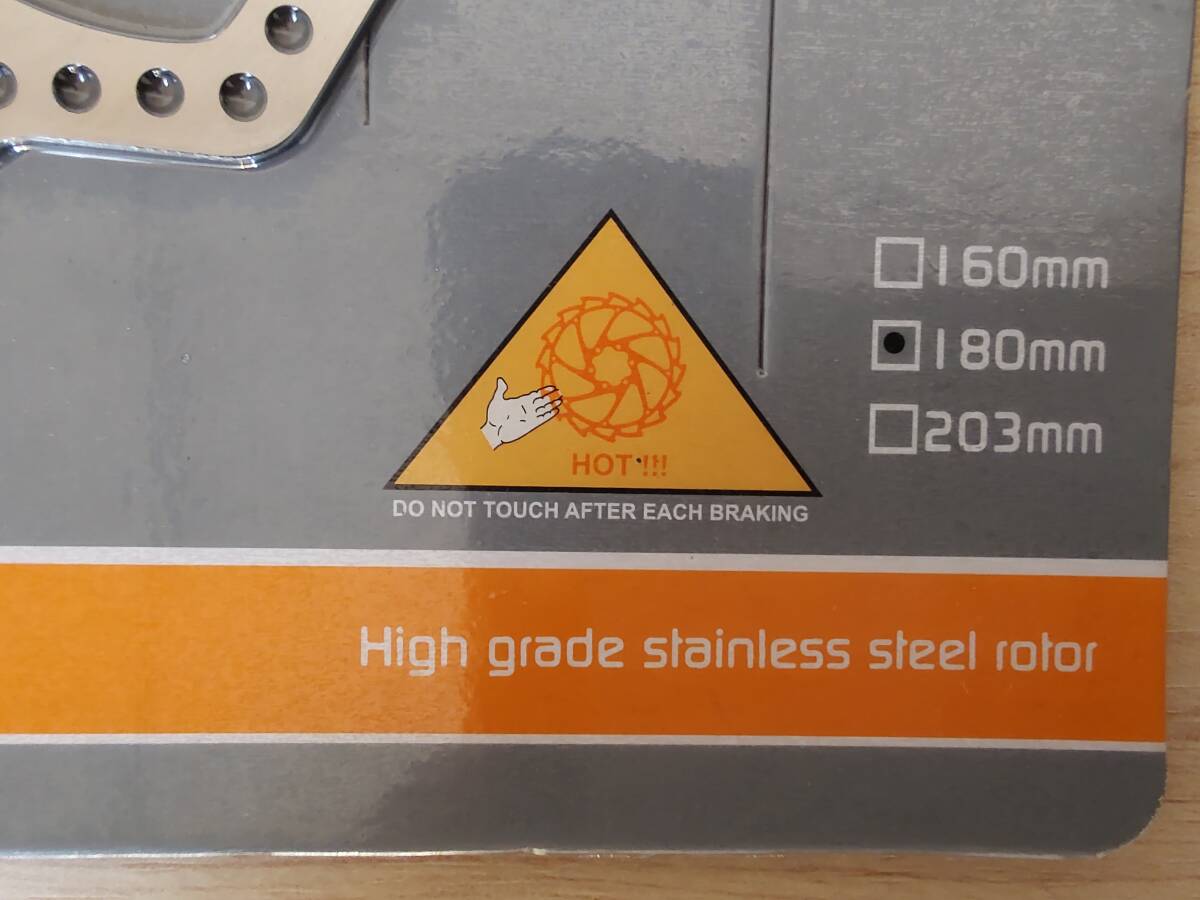 160mm
180mm
203mm
HOT !!!
DO NOT TOUCH AFTER EACH BRAKING
High grade stainless steel rotor